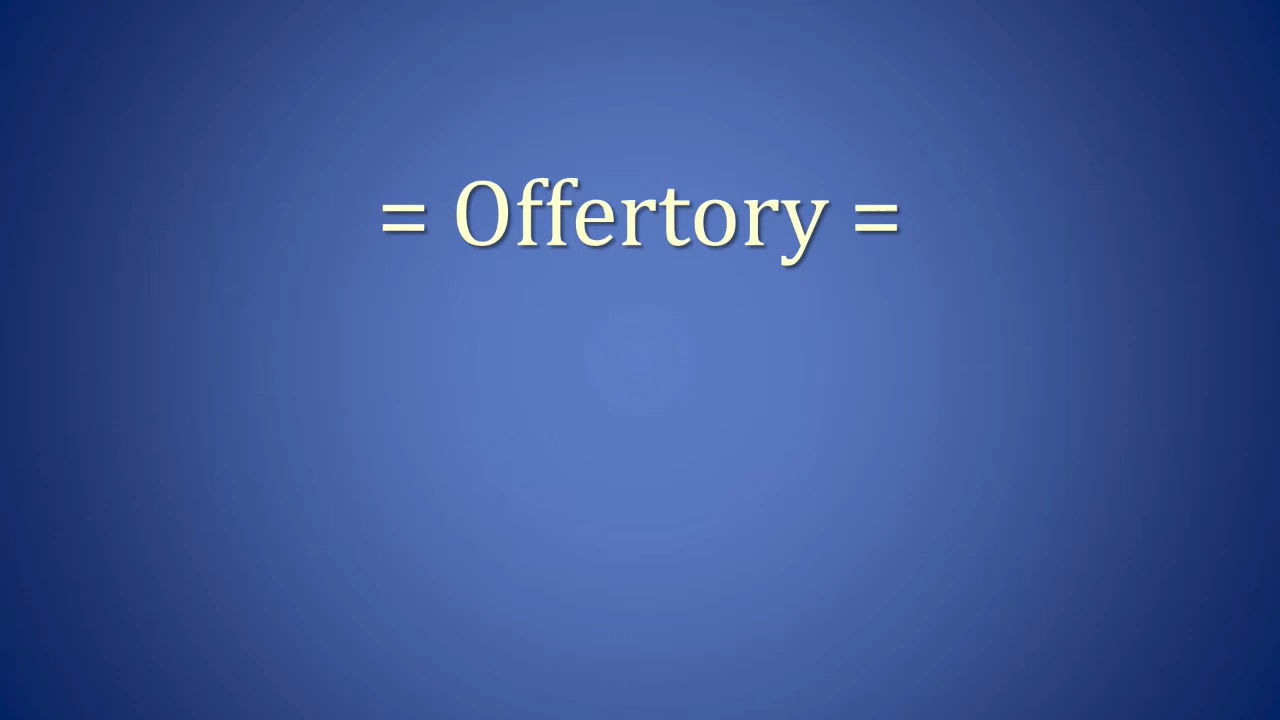 = Offertory =